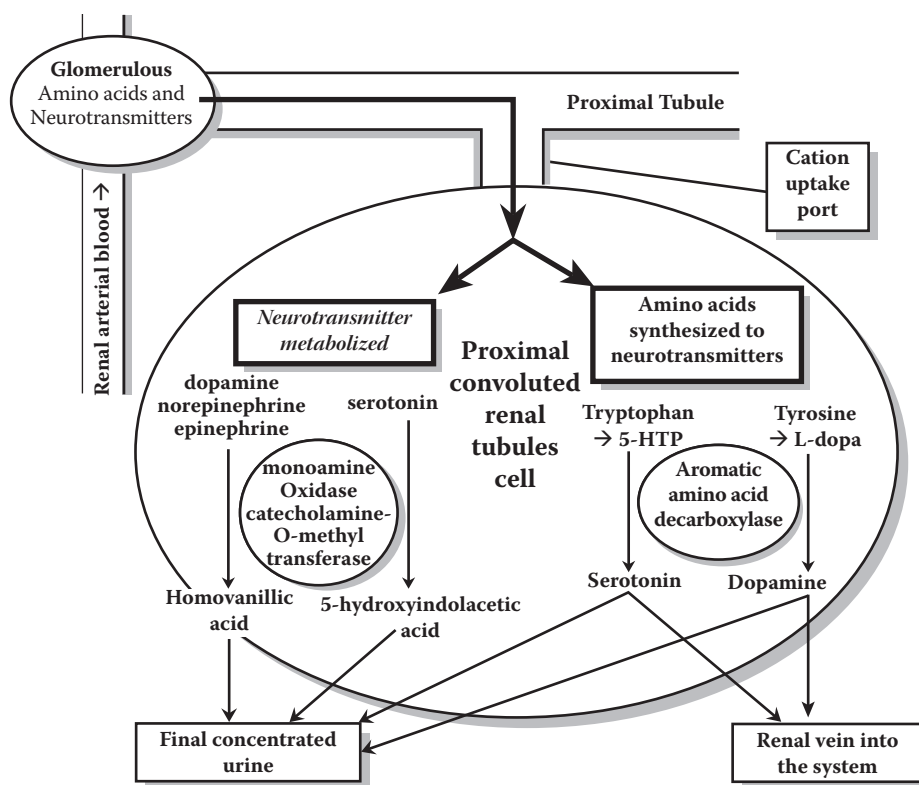 Glomerulous
Amino acids and
Neurotransmitters
Proximal Tubule
Cation
uptake
port
Renal arterial blood →
Neurotransmitter
metabolized
Amino acids
synthesized to
neurotransmitters
Proximal
convoluted
renal
tubules
cell
dopamine
norepinephrine
epinephrine
serotonin
Tryptophan
→ 5-HTP
Tyrosine
→ L-dopa
monoamine
Oxidase
catecholamine-
O-methyl
transferase
Aromatic
amino acid
decarboxylase
Homovanillic
acid
5-hydroxyindolacetic
acid
Serotonin
Dopamine
Final concentrated
urine
Renal vein into
the system